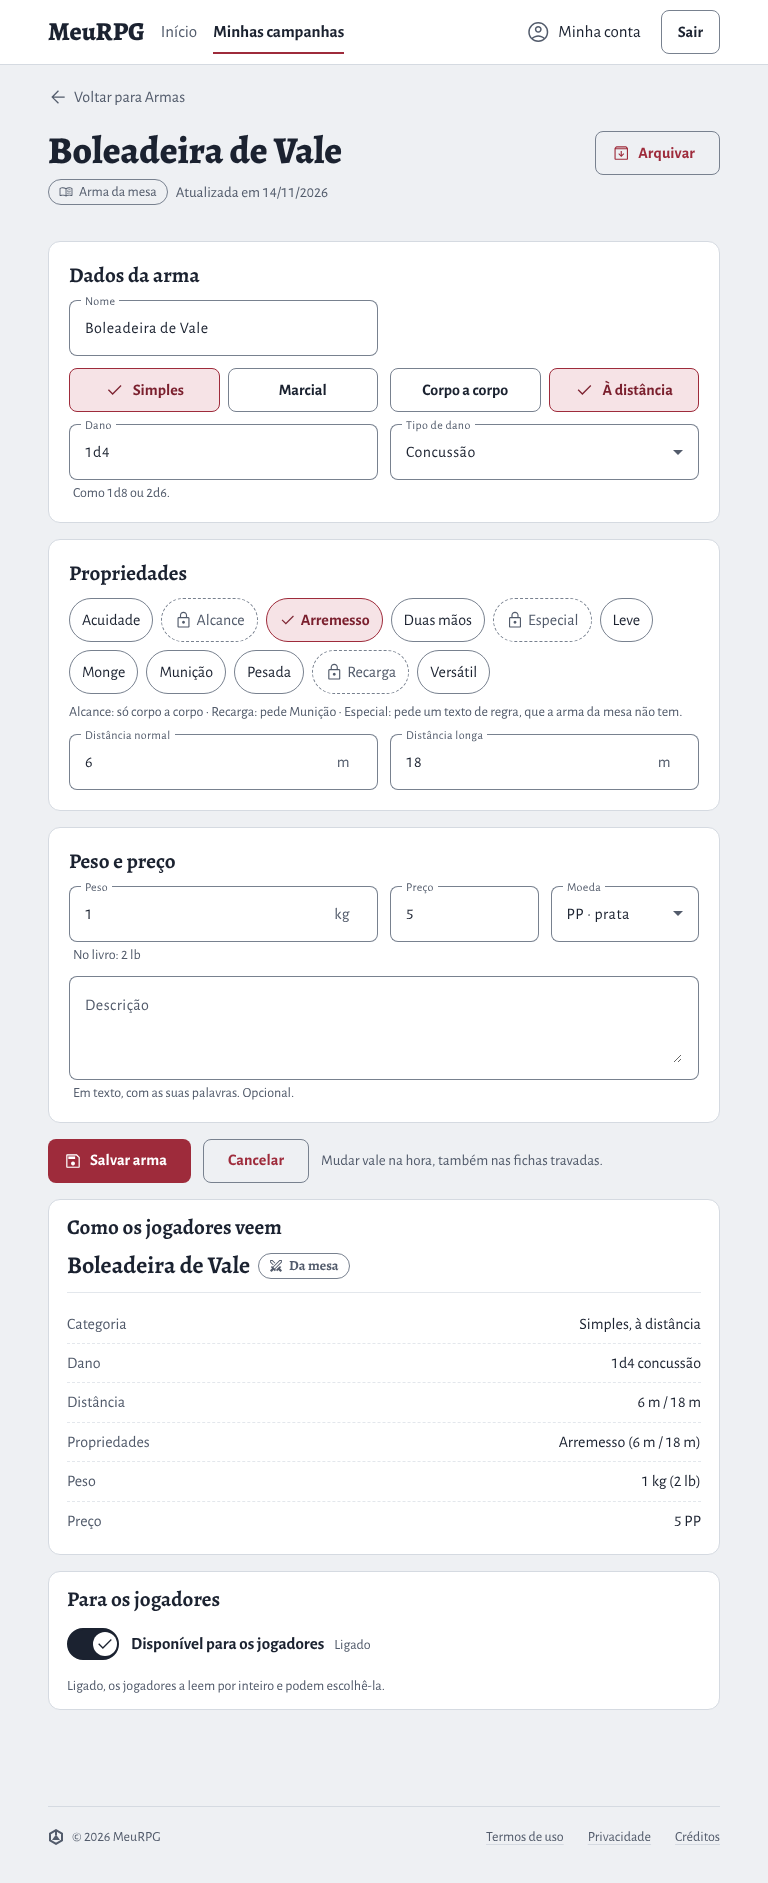 MeuRPG Início Minhas campanhas Minha conta Sair
Voltar para Armas
Boleadeira de Vale
Arquivar
Arma da mesa Atualizada em 14/11/2026
Dados da arma
Nome
Boleadeira de Vale
Simples Marcial Corpo a corpo À distância
Dano Tipo de dano
1d4 Concussão
Como 1d8 ou 2d6.
Propriedades
Acuidade Alcance Arremesso Duas mãos Especial Leve
Monge Munição Pesada Recarga Versátil
Alcance: só corpo a corpo · Recarga: pede Munição · Especial: pede um texto de regra, que a arma da mesa não tem.
Distância normal Distância longa
6 m 18 m
Peso e preço
Peso Preço Moeda
1 kg 5 PP · prata
No livro: 2 lb
Descrição
Em texto, com as suas palavras. Opcional.
Salvar arma Cancelar Mudar vale na hora, também nas fichas travadas.
Como os jogadores veem
Boleadeira de Vale Da mesa
Categoria Simples, à distância
Dano 1d4 concussão
Distância 6 m / 18 m
Propriedades Arremesso (6 m / 18 m)
Peso 1 kg (2 lb)
Preço 5 PP
Para os jogadores
Disponível para os jogadores Ligado
Ligado, os jogadores a leem por inteiro e podem escolhê-la.
© 2026 MeuRPG Termos de uso Privacidade Créditos